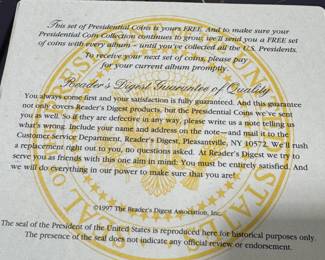 This set of Presidential Coins is yours FREE. And to make sure your
Presidential Coin Collection continues to grow, we'll send you a FREE set
of coins with every album – until you've collected all the U.S. Presidents.
To receive your next set of coins, please pay
for your current album promptly.
Reader's Digest Guarantee of Quality
You always come first and your satisfaction is fully guaranteed. And this guarantee
not only covers Reader's Digest products, but the Presidential Coins we've sent
you as well. So if they are defective in any way, please write us a note telling us
what's wrong. Include your name and address on the note—and mail it to the
Customer Service Department, Reader's Digest, Pleasantville, NY 10572. We'll rush
a replacement right out to you, no questions asked. At Reader's Digest we try to
serve you as friends with this one aim in mind: You must be entirely satisfied. And
we will do everything in our power to make sure that you are!
©1997 The Reader's Digest Association, Inc.
The seal of the President of the United States is reproduced here for historical purposes only.
The presence of the seal does not indicate any official review or endorsement.